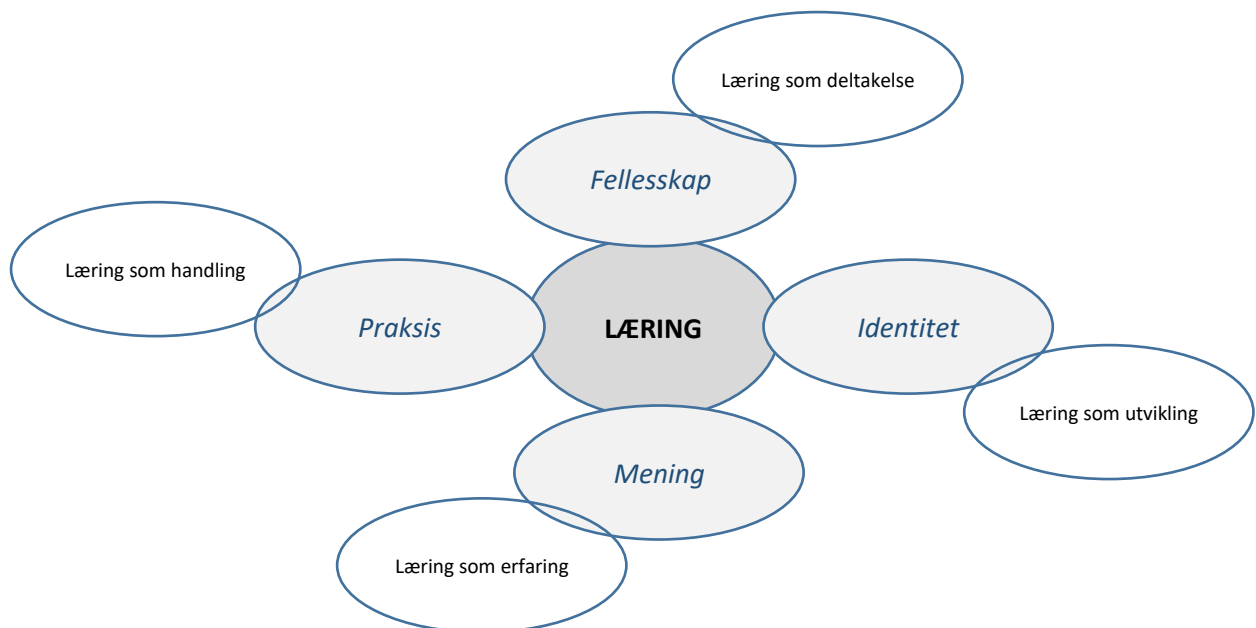 Læring som deltakelse
Fellesskap
Læring som handling
Praksis
LÆRING
Identitet
Læring som utvikling
Mening
Læring som erfaring